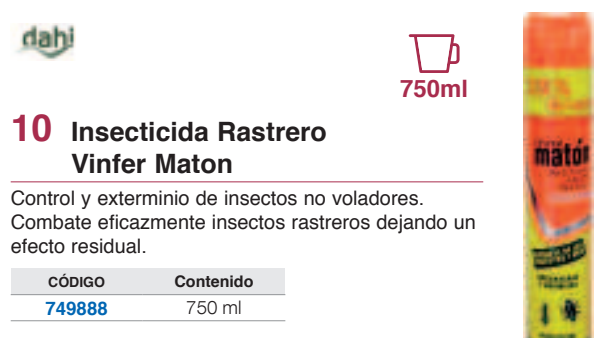 dahi
750ml
10 Insecticida Rastrero
Vinfer Maton
Control y exterminio de insectos no voladores.
Combate eficazmente insectos rastreros dejando un
efecto residual.
CÓDIGO Contenido
749888 750 ml
matón